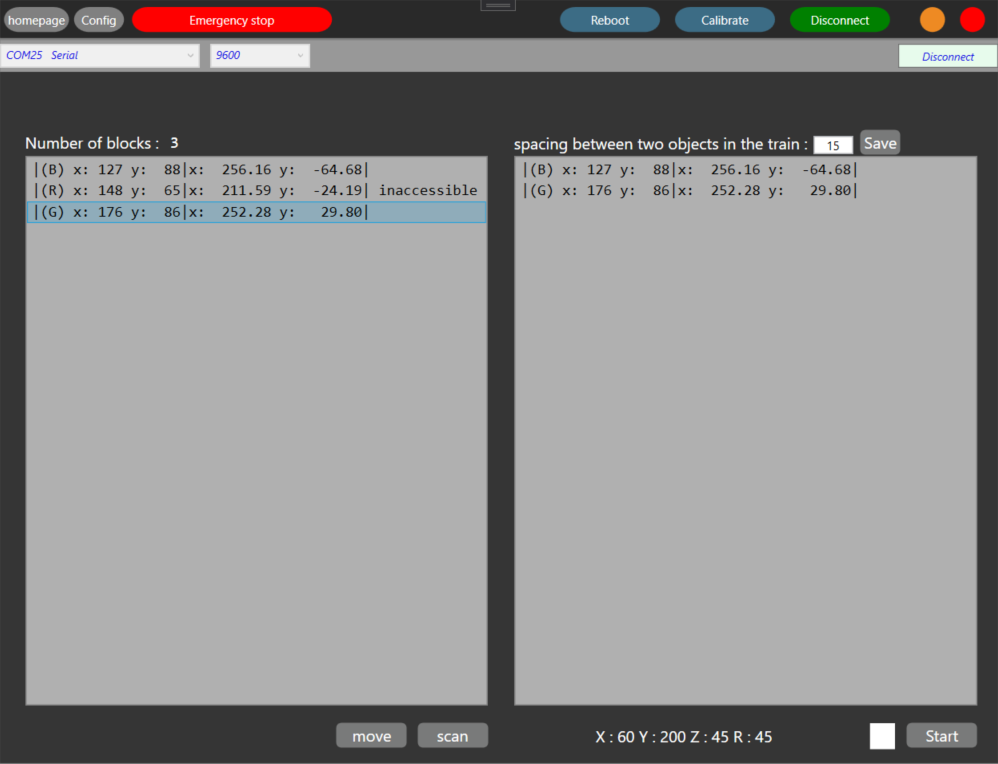 homepage Config Emergency stop Reboot Calibrate Disconnect
COM25 Serial 9600 Disconnect
Number of blocks : 3
|(B) x: 127 y:  88|x:  256.16 y:  -64.68|
|(R) x: 148 y:  65|x:  211.59 y:  -24.19| inaccessible
|(G) x: 176 y:  86|x:  252.28 y:   29.80|
spacing between two objects in the train : 15 Save
|(B) x: 127 y:  88|x:  256.16 y:  -64.68|
|(G) x: 176 y:  86|x:  252.28 y:   29.80|
move scan
X : 60 Y : 200 Z : 45 R : 45
Start